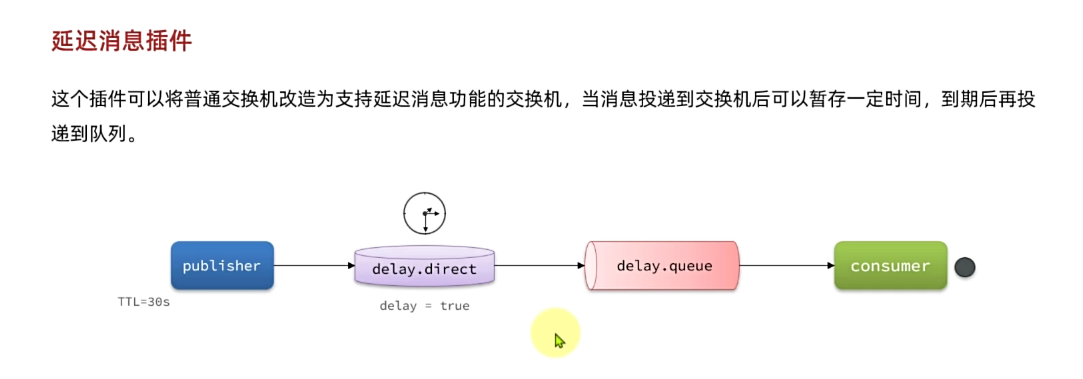 延迟消息插件
这个插件可以将普通交换机改造为支持延迟消息功能的交换机，当消息投递到交换机后可以暂存一定时间，到期后再投
递到队列。
publisher
delay.direct
delay.queue
consumer
TTL=30s
delay = true